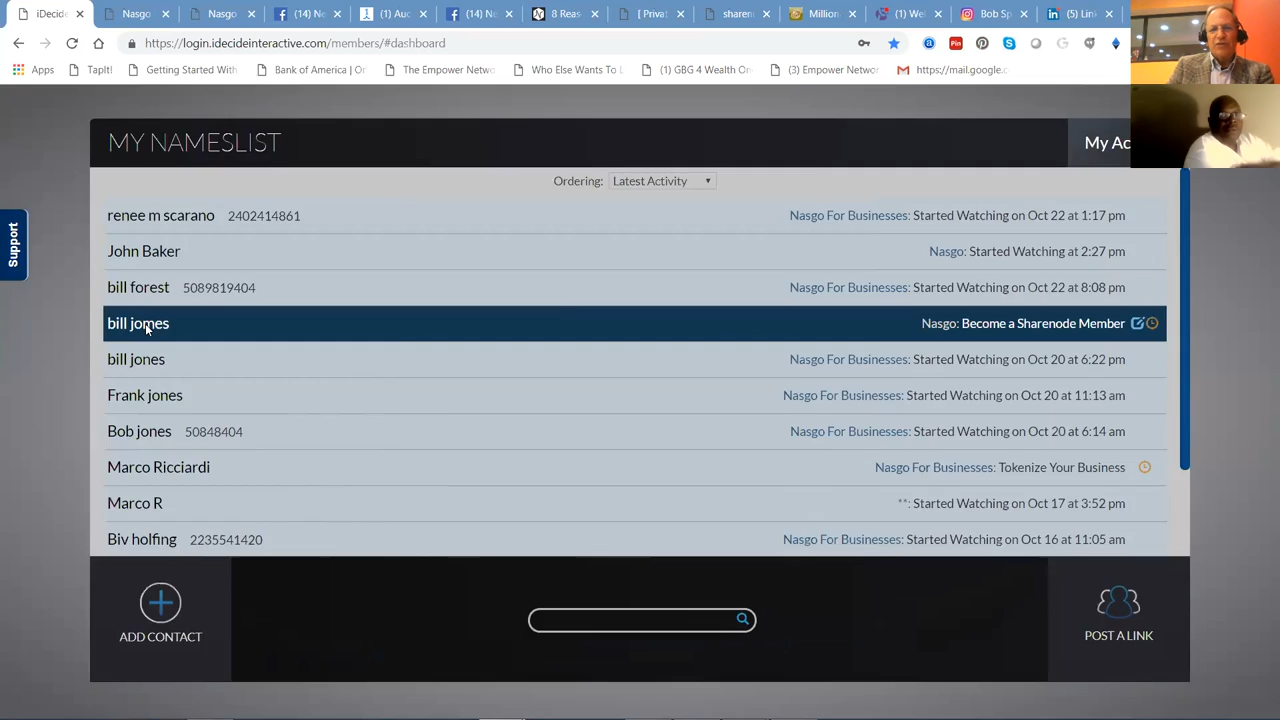 iDecide
Nasgo
Nasgo
(14) Ne
(1) Auc
(14) Ne
8 Reas
[ Privat
sharen
Million
(1) Wel
Bob Sp
(5) Link
https://login.idecideinteractive.com/members/#dashboard
Apps
TapIt!
Getting Started With
Bank of America | On
The Empower Netwo
Who Else Wants To L
(1) GBG 4 Wealth On
(3) Empower Networ
https://mail.google.c
MY NAMESLIST
My Ac
Ordering: Latest Activity
renee m scarano 2402414861 Nasgo For Businesses: Started Watching on Oct 22 at 1:17 pm
John Baker Nasgo: Started Watching at 2:27 pm
bill forest 5089819404 Nasgo For Businesses: Started Watching on Oct 22 at 8:08 pm
bill jones Nasgo: Become a Sharenode Member
bill jones Nasgo For Businesses: Started Watching on Oct 20 at 6:22 pm
Frank jones Nasgo For Businesses: Started Watching on Oct 20 at 11:13 am
Bob jones 50848404 Nasgo For Businesses: Started Watching on Oct 20 at 6:14 am
Marco Ricciardi Nasgo For Businesses: Tokenize Your Business
Marco R **: Started Watching on Oct 17 at 3:52 pm
Biv holfing 2235541420 Nasgo For Businesses: Started Watching on Oct 16 at 11:05 am
Support
ADD CONTACT
POST A LINK